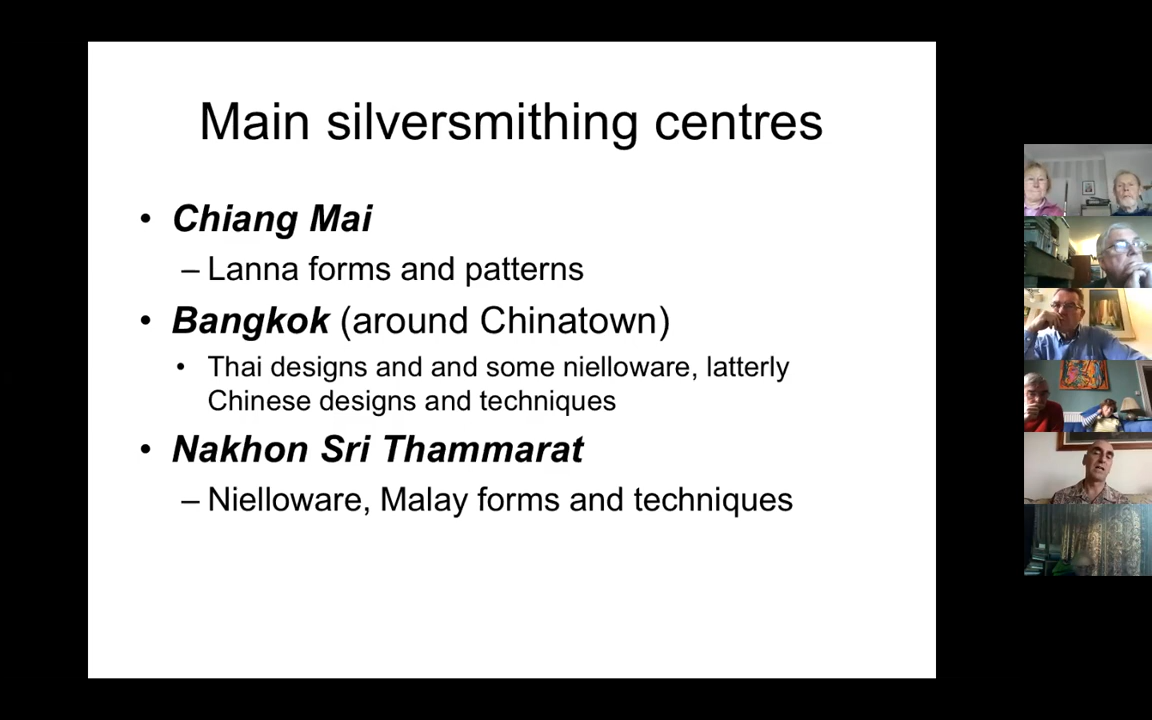 Main silversmithing centres
• Chiang Mai
– Lanna forms and patterns
• Bangkok (around Chinatown)
• Thai designs and and some nielloware, latterly
Chinese designs and techniques
• Nakhon Sri Thammarat
– Nielloware, Malay forms and techniques